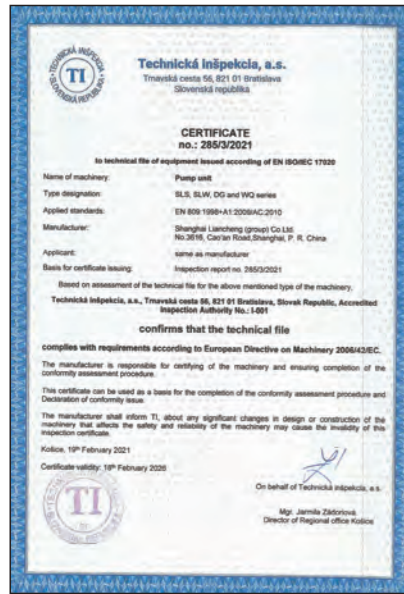 TECHNICKÁ INŠPEKCIA
TI
SLOVENSKÁ REPUBLIKA
Technická inšpekcia, a.s.
Trnavská cesta 56, 821 01 Bratislava
Slovenská republika
CERTIFICATE
no.: 285/3/2021
to technical file of equipment issued according of EN ISO/IEC 17020
Name of machinery: Pump unit
Type designation: SLS, SLW, DG and WQ series
Applied standards: EN 809:1998+A1:2009/AC:2010
Manufacturer: Shanghai Liancheng (group) Co.Ltd.
No.3616, Cao'an Road,Shanghai, P. R. China
Applicant: same as manufacturer
Basis for certificate issuing: Inspection report no. 285/3/2021
Based on assessment of the technical file for the above mentioned type of the machinery,
Technická inšpekcia, a.s., Trnavská cesta 56, 821 01 Bratislava, Slovak Republic, Accredited
Inspection Authority No.: I-001
confirms that the technical file
complies with requirements according to European Directive on Machinery 2006/42/EC.
The manufacturer is responsible for certifying of the machinery and ensuring completion of the
conformity assessment procedure.
This certificate can be used as a basis for the completion of the conformity assessment procedure and
Declaration of conformity issue.
The manufacturer shall inform TI, about any significant changes in design or construction of the
machinery that affects the safety and reliability of the machinery may cause the invalidity of this
inspection certificate.
Košice, 19th February 2021
Certificate validity: 18th February 2026
On behalf of Technická inšpekcia, a.s.
TI
Mgr. Jarmila Zádorová
Director of Regional office Košice